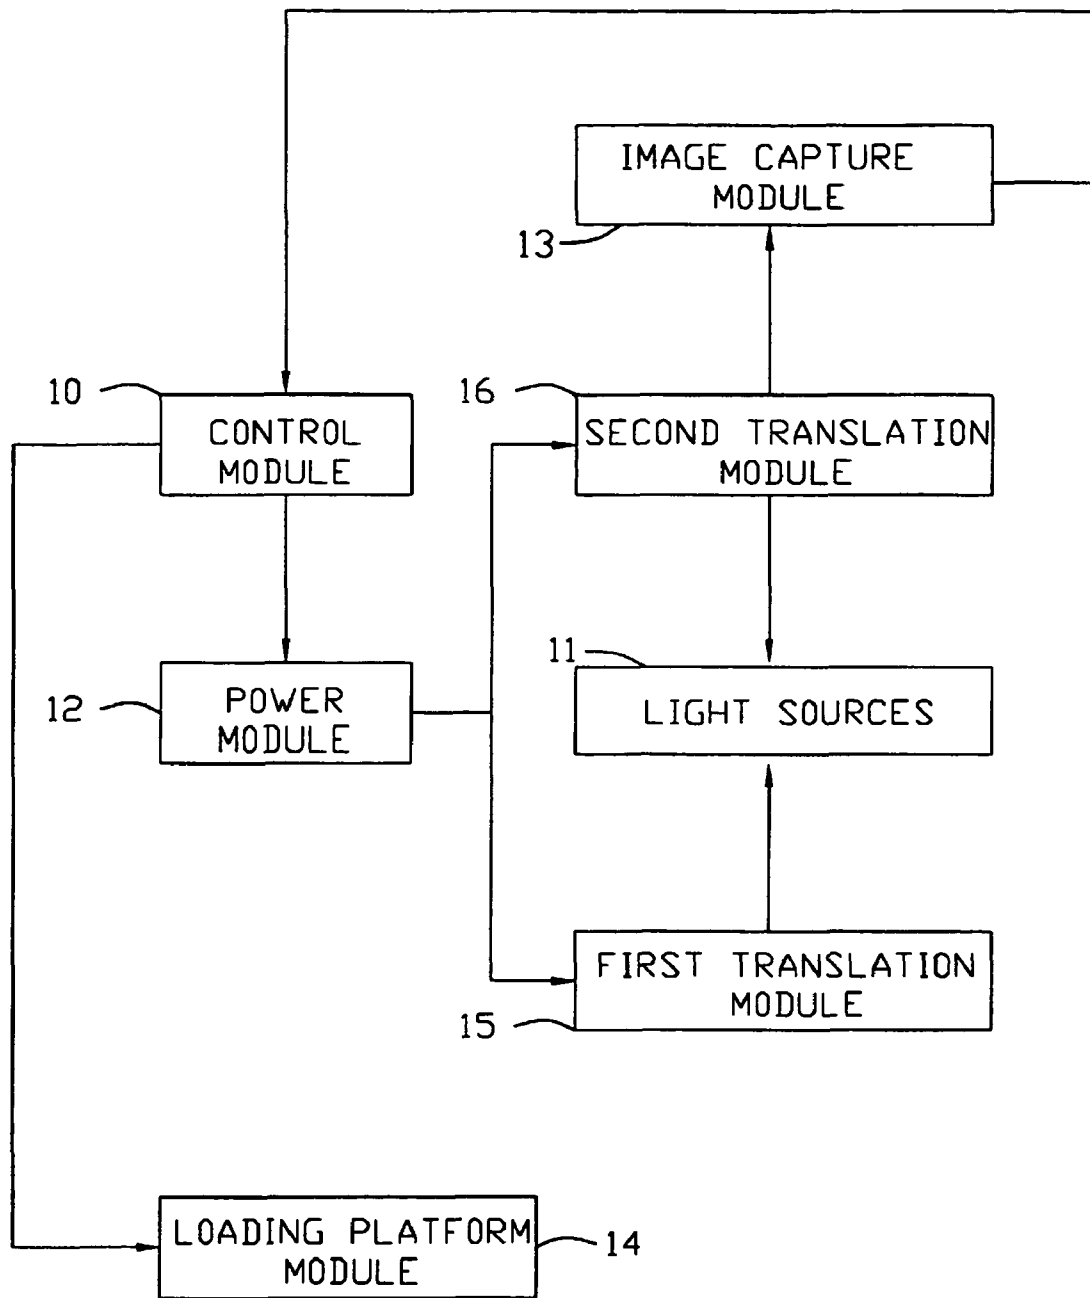 IMAGE CAPTURE
MODULE
13
10
CONTROL
MODULE
16
SECOND TRANSLATION
MODULE
12
POWER
MODULE
11
LIGHT SOURCES
FIRST TRANSLATION
MODULE
15
LOADING PLATFORM
MODULE
14